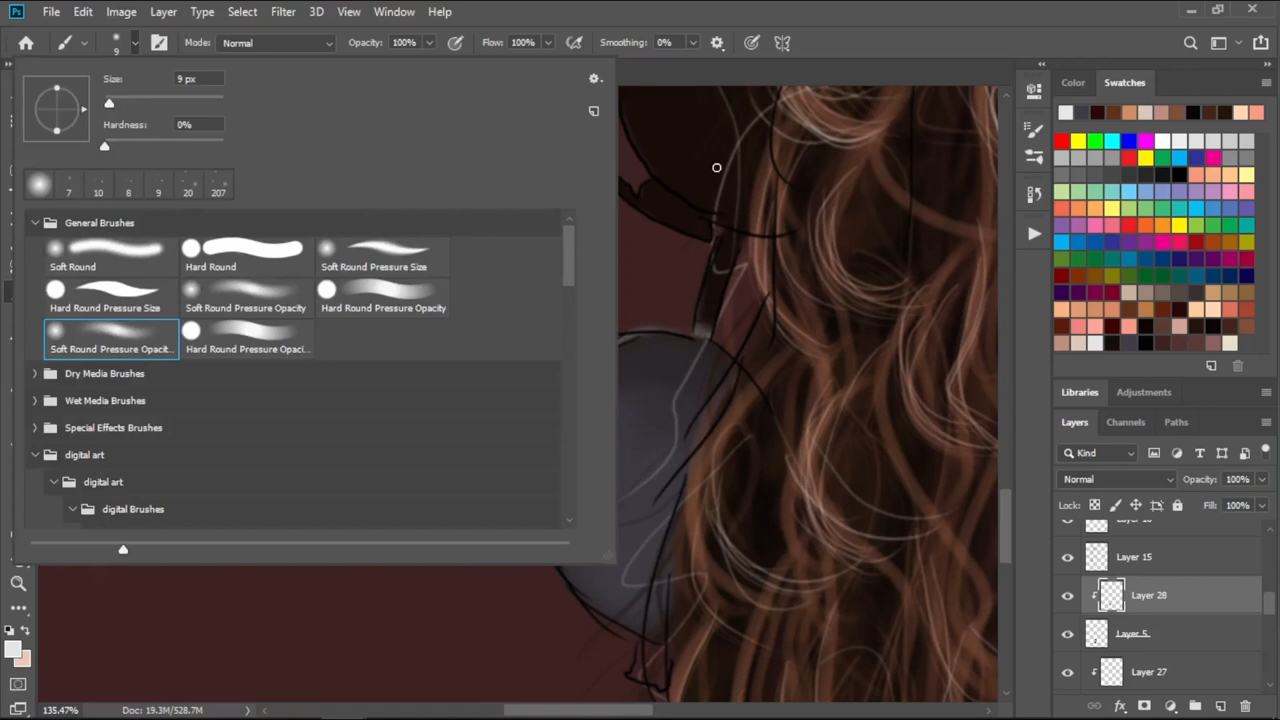 Ps File Edit Image Layer Type Select Filter 3D View Window Help
9 Mode: Normal Opacity: 100% Flow: 100% Smoothing: 0%
Size: 9 px
Hardness: 0%
7 10 8 9 20 207
General Brushes
Soft Round Hard Round Soft Round Pressure Size
Hard Round Pressure Size Soft Round Pressure Opacity Hard Round Pressure Opacity
Soft Round Pressure Opacit... Hard Round Pressure Opaci...
Dry Media Brushes
Wet Media Brushes
Special Effects Brushes
digital art
digital art
digital Brushes
Color Swatches
Libraries Adjustments
Layers Channels Paths
Kind
Normal Opacity: 100%
Lock: Fill: 100%
Layer 15
Layer 28
Layer 5
Layer 27
135.47% Doc: 19.3M/528.7M